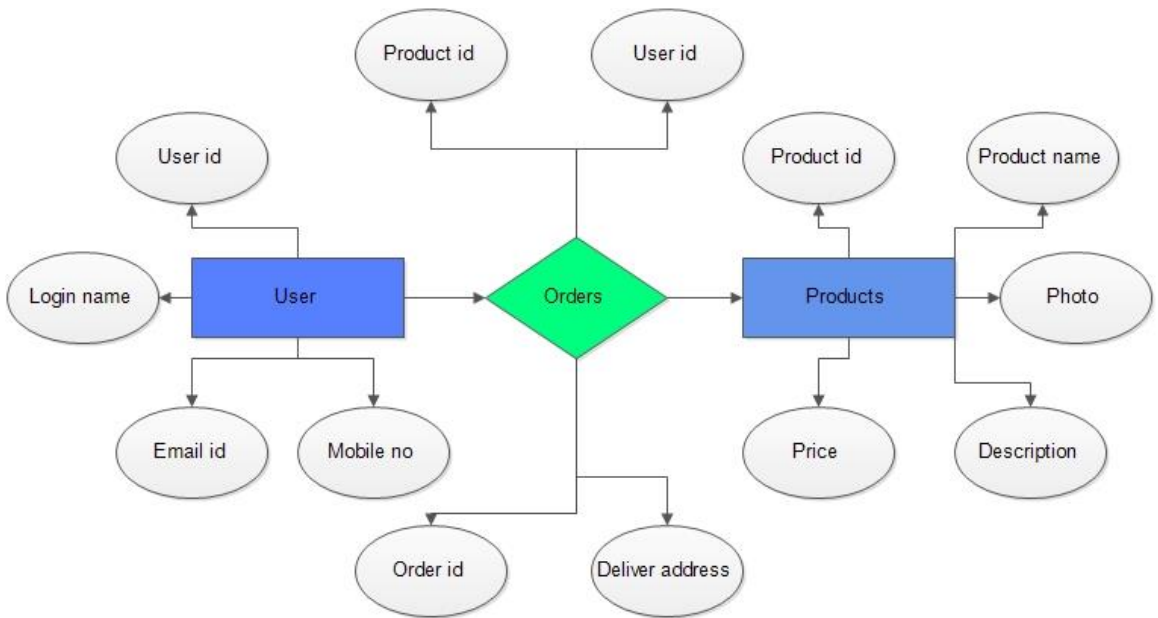 Product id
User id
User id
Product id
Product name
Login name
User
Orders
Products
Photo
Email id
Mobile no
Price
Description
Order id
Deliver address